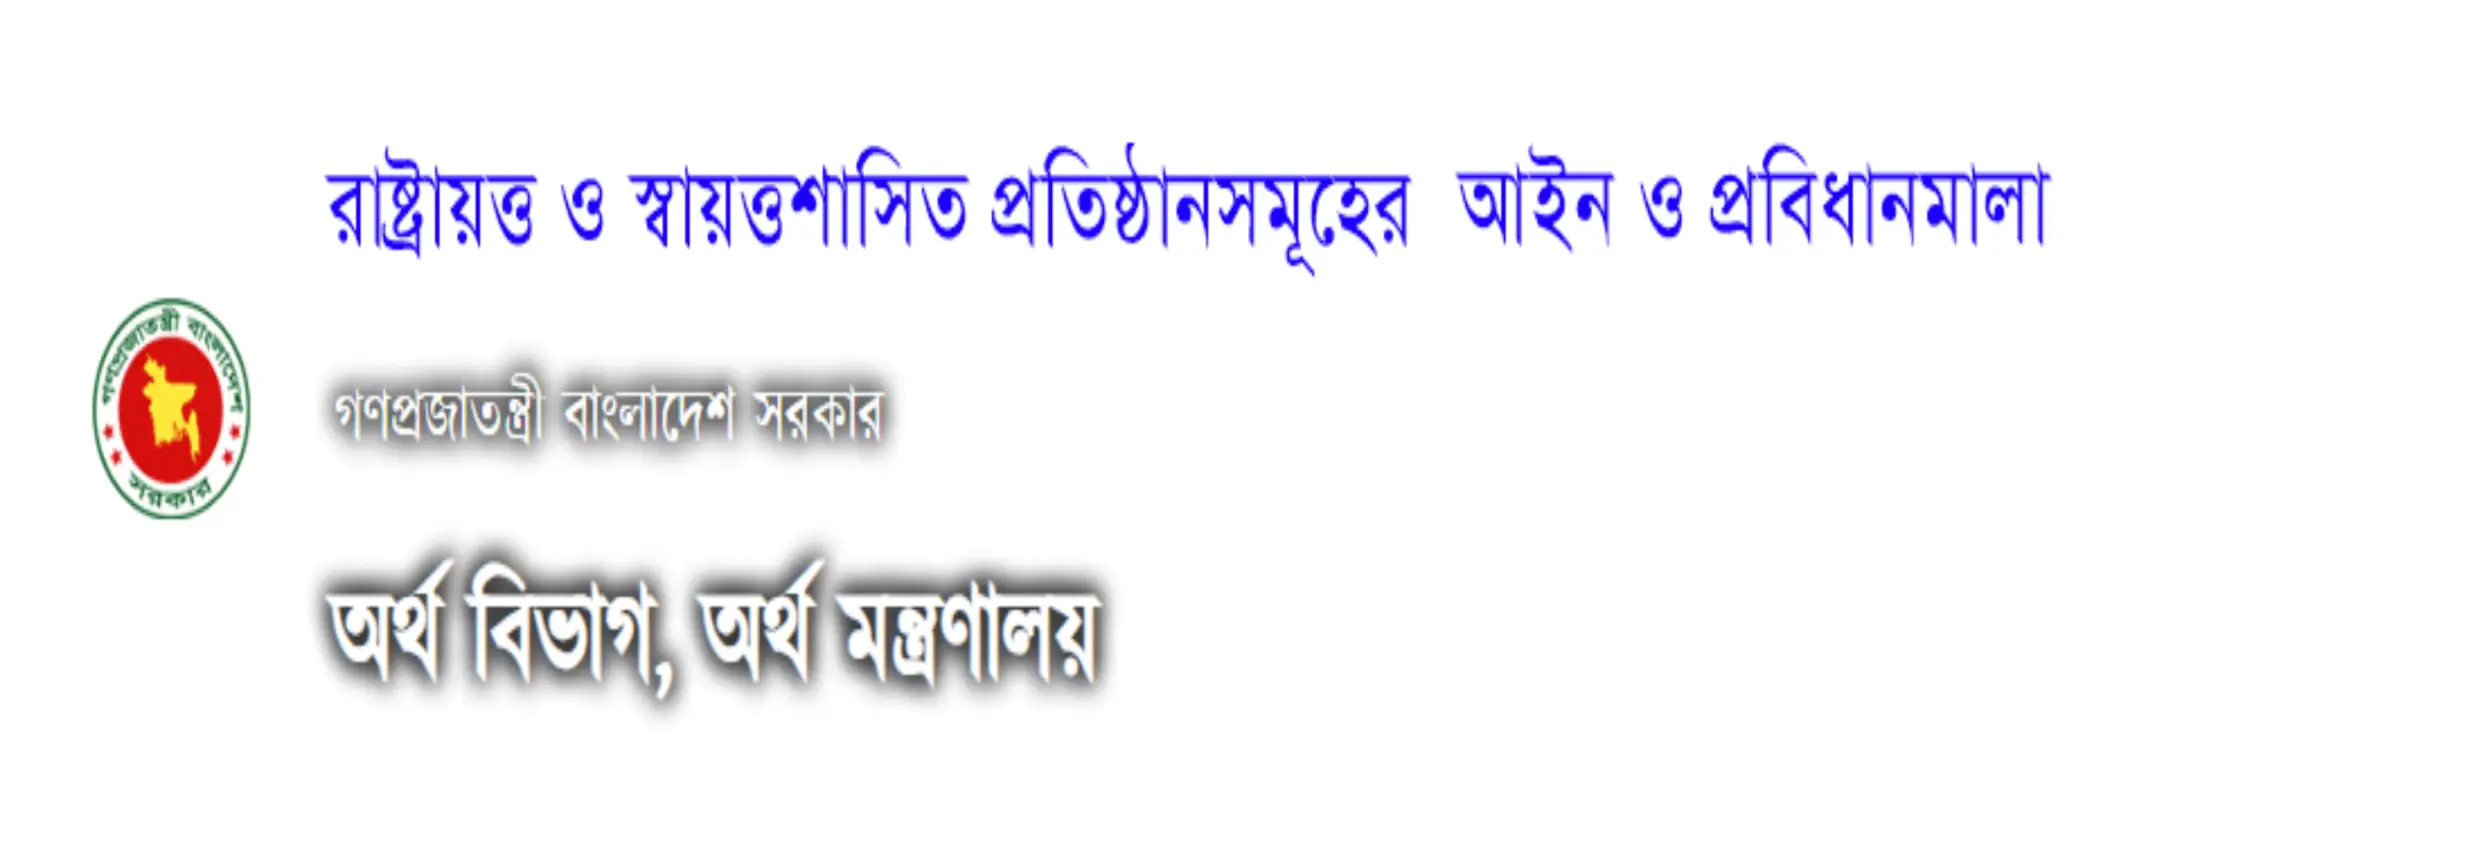 রাষ্ট্রায়ত্ত ও স্বায়ত্তশাসিত প্রতিষ্ঠানসমূহের আইন ও প্রবিধানমালা
গণপ্রজাতন্ত্রী বাংলাদেশ
সরকার
গণপ্রজাতন্ত্রী বাংলাদেশ সরকার
অর্থ বিভাগ, অর্থ মন্ত্রণালয়